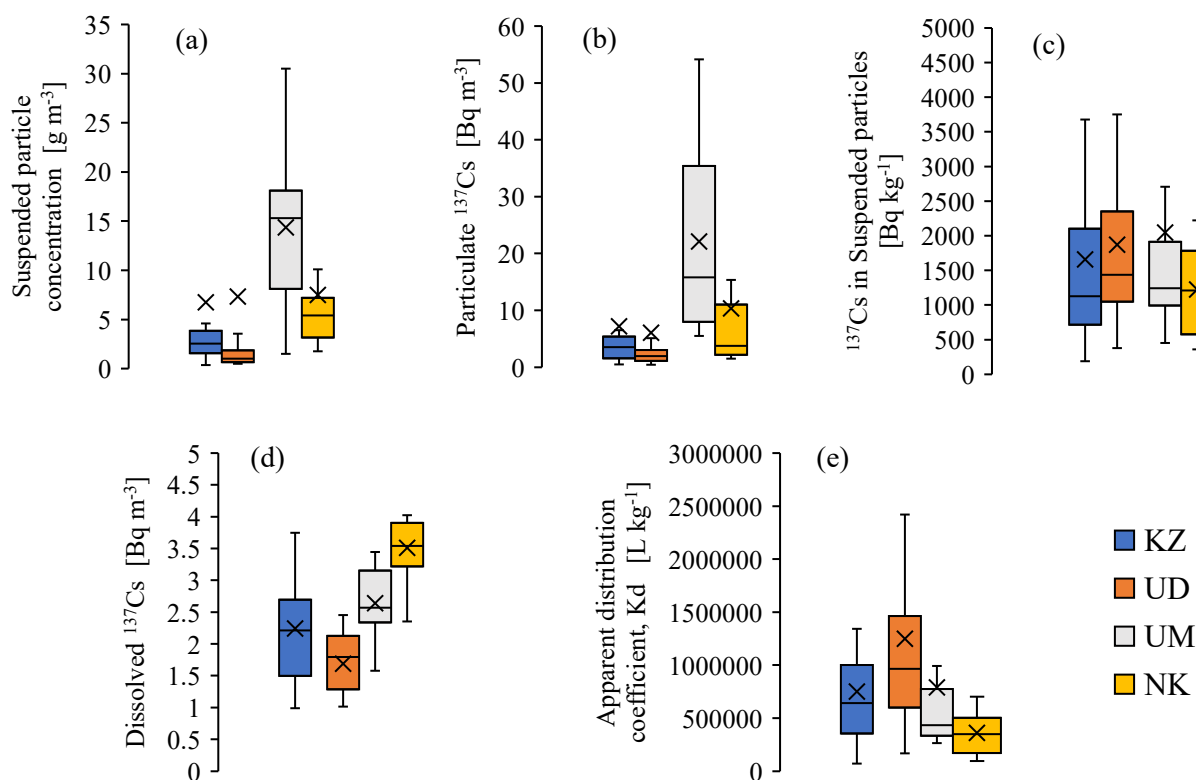 (a)
Suspended particle
concentration [g m⁻³]
35
30
25
20
15
10
5
0
(b)
Particulate ¹³⁷Cs [Bq m⁻³]
60
50
40
30
20
10
0
(c)
¹³⁷Cs in Suspended particles
[Bq kg⁻¹]
5000
4500
4000
3500
3000
2500
2000
1500
1000
500
0
(d)
Dissolved ¹³⁷Cs [Bq m⁻³]
5
4.5
4
3.5
3
2.5
2
1.5
1
0.5
0
(e)
Apparent distribution
coefficient, Kd [L kg⁻¹]
3000000
2500000
2000000
1500000
1000000
500000
0
KZ
UD
UM
NK